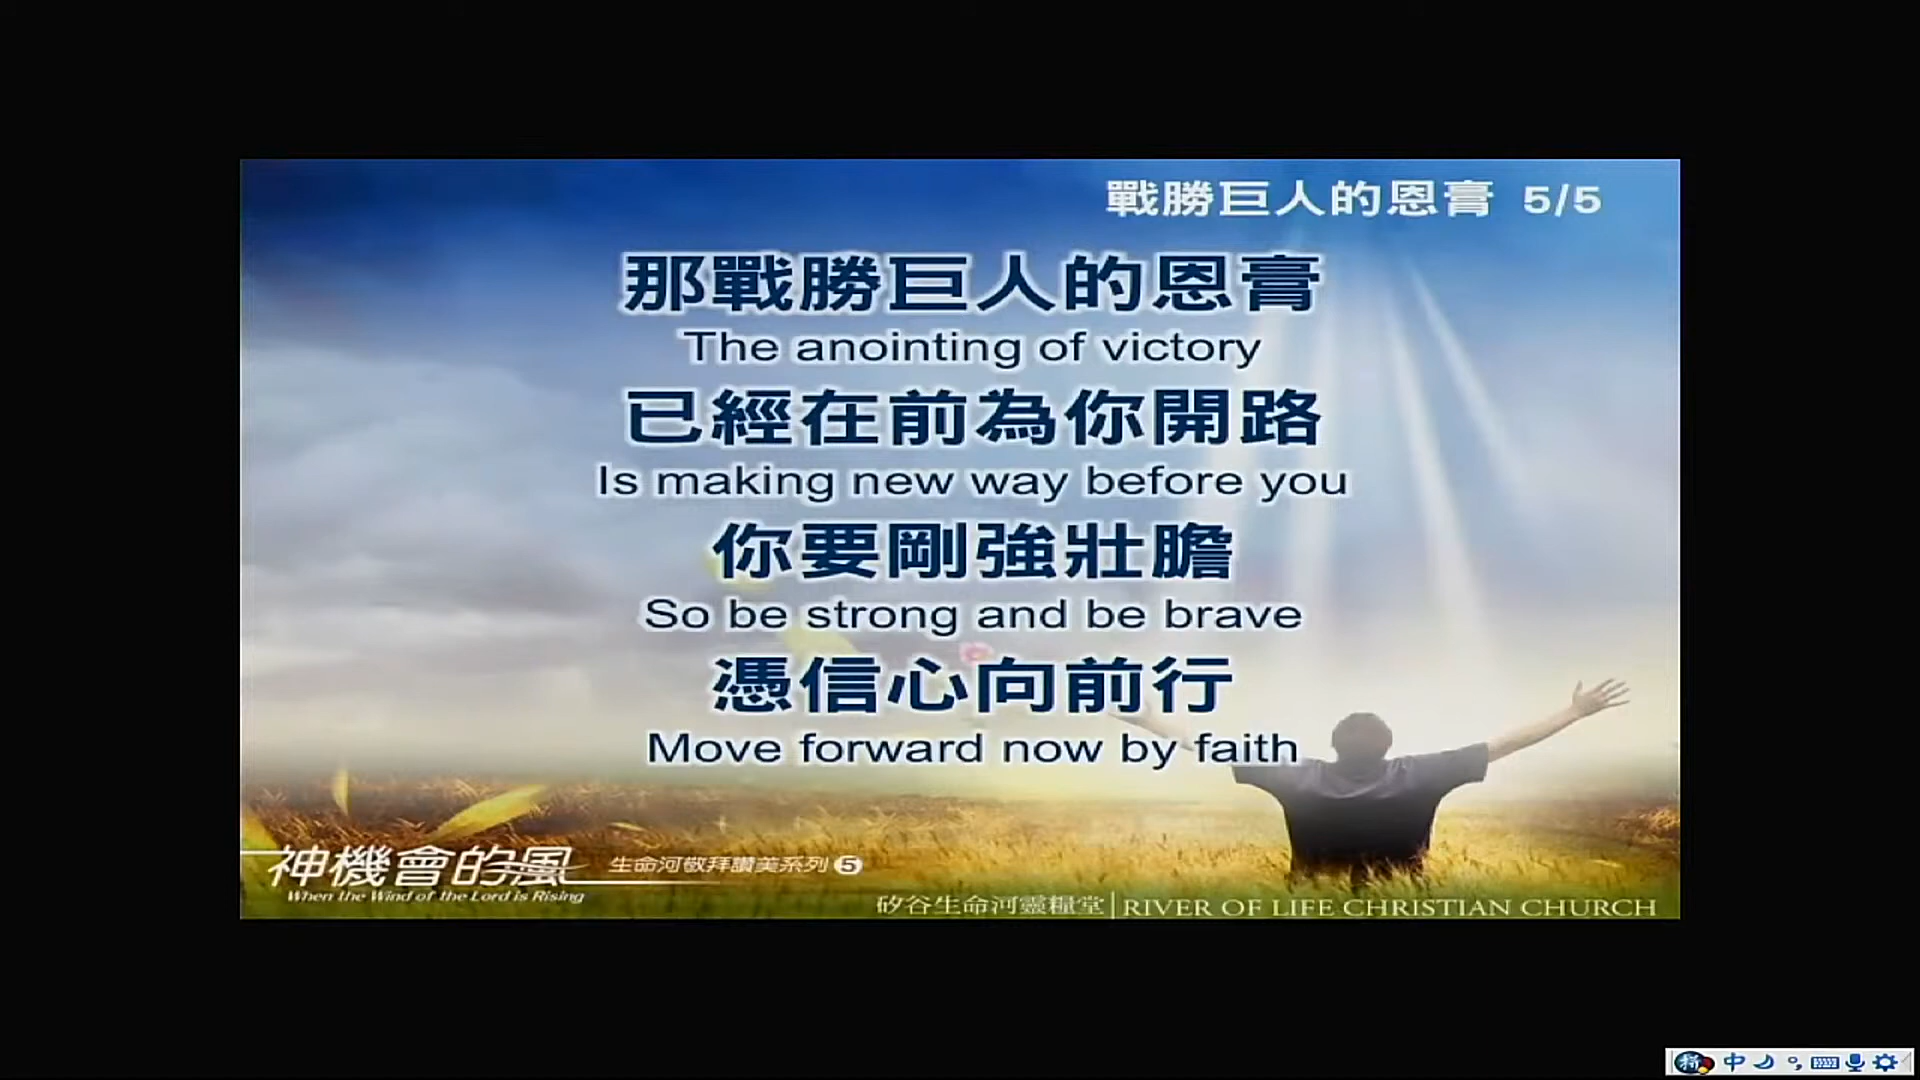 戰勝巨人的恩膏 5/5
那戰勝巨人的恩膏
The anointing of victory
已經在前為你開路
Is making new way before you
你要剛強壯膽
So be strong and be brave
憑信心向前行
Move forward now by faith
神機會的風 生命河敬拜讚美系列 5
When the Wind of the Lord is Rising
矽谷生命河靈糧堂 | RIVER OF LIFE CHRISTIAN CHURCH
拼 中